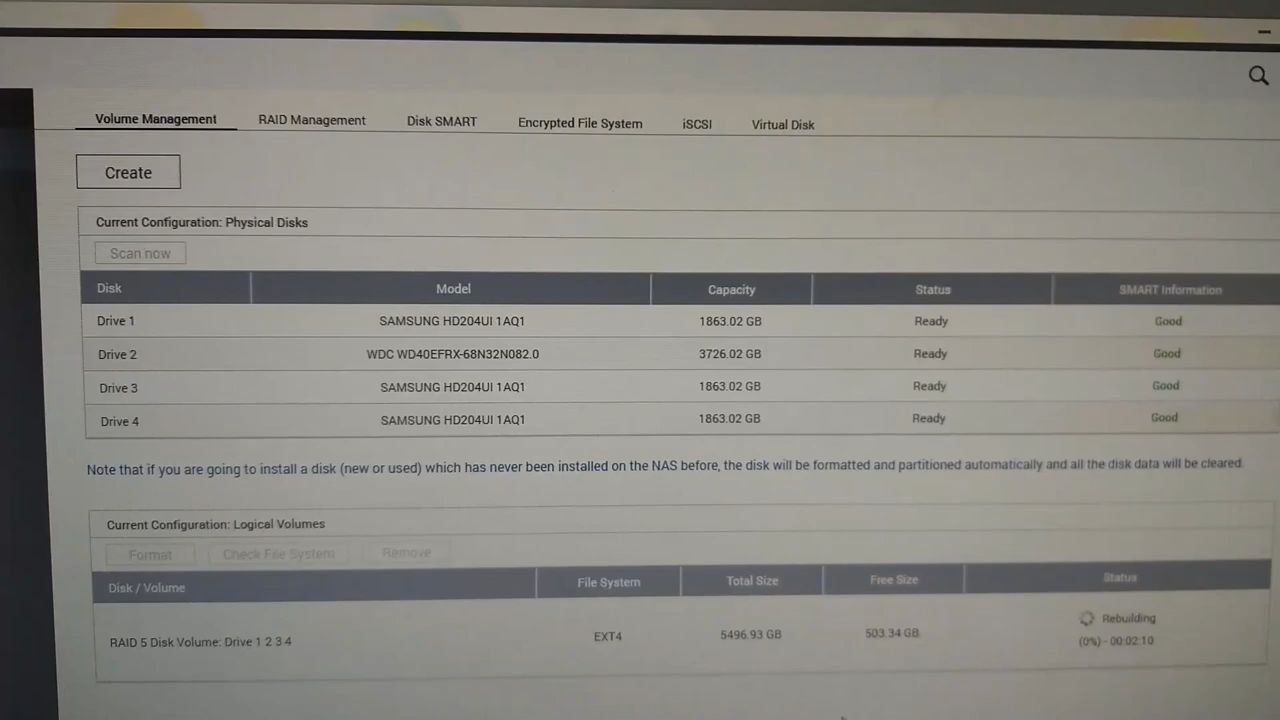 Volume Management RAID Management Disk SMART Encrypted File System iSCSI Virtual Disk
Create
Current Configuration: Physical Disks
Scan now
Disk Model Capacity Status SMART Information
Drive 1 SAMSUNG HD204UI 1AQ1 1863.02 GB Ready Good
Drive 2 WDC WD40EFRX-68N32N082.0 3726.02 GB Ready Good
Drive 3 SAMSUNG HD204UI 1AQ1 1863.02 GB Ready Good
Drive 4 SAMSUNG HD204UI 1AQ1 1863.02 GB Ready Good
Note that if you are going to install a disk (new or used) which has never been installed on the NAS before, the disk will be formatted and partitioned automatically and all the disk data will be cleared.
Current Configuration: Logical Volumes
Format Check File System Remove
Disk / Volume File System Total Size Free Size Status
RAID 5 Disk Volume: Drive 1 2 3 4 EXT4 5496.93 GB 503.34 GB Rebuilding
(0%) - 00:02:10